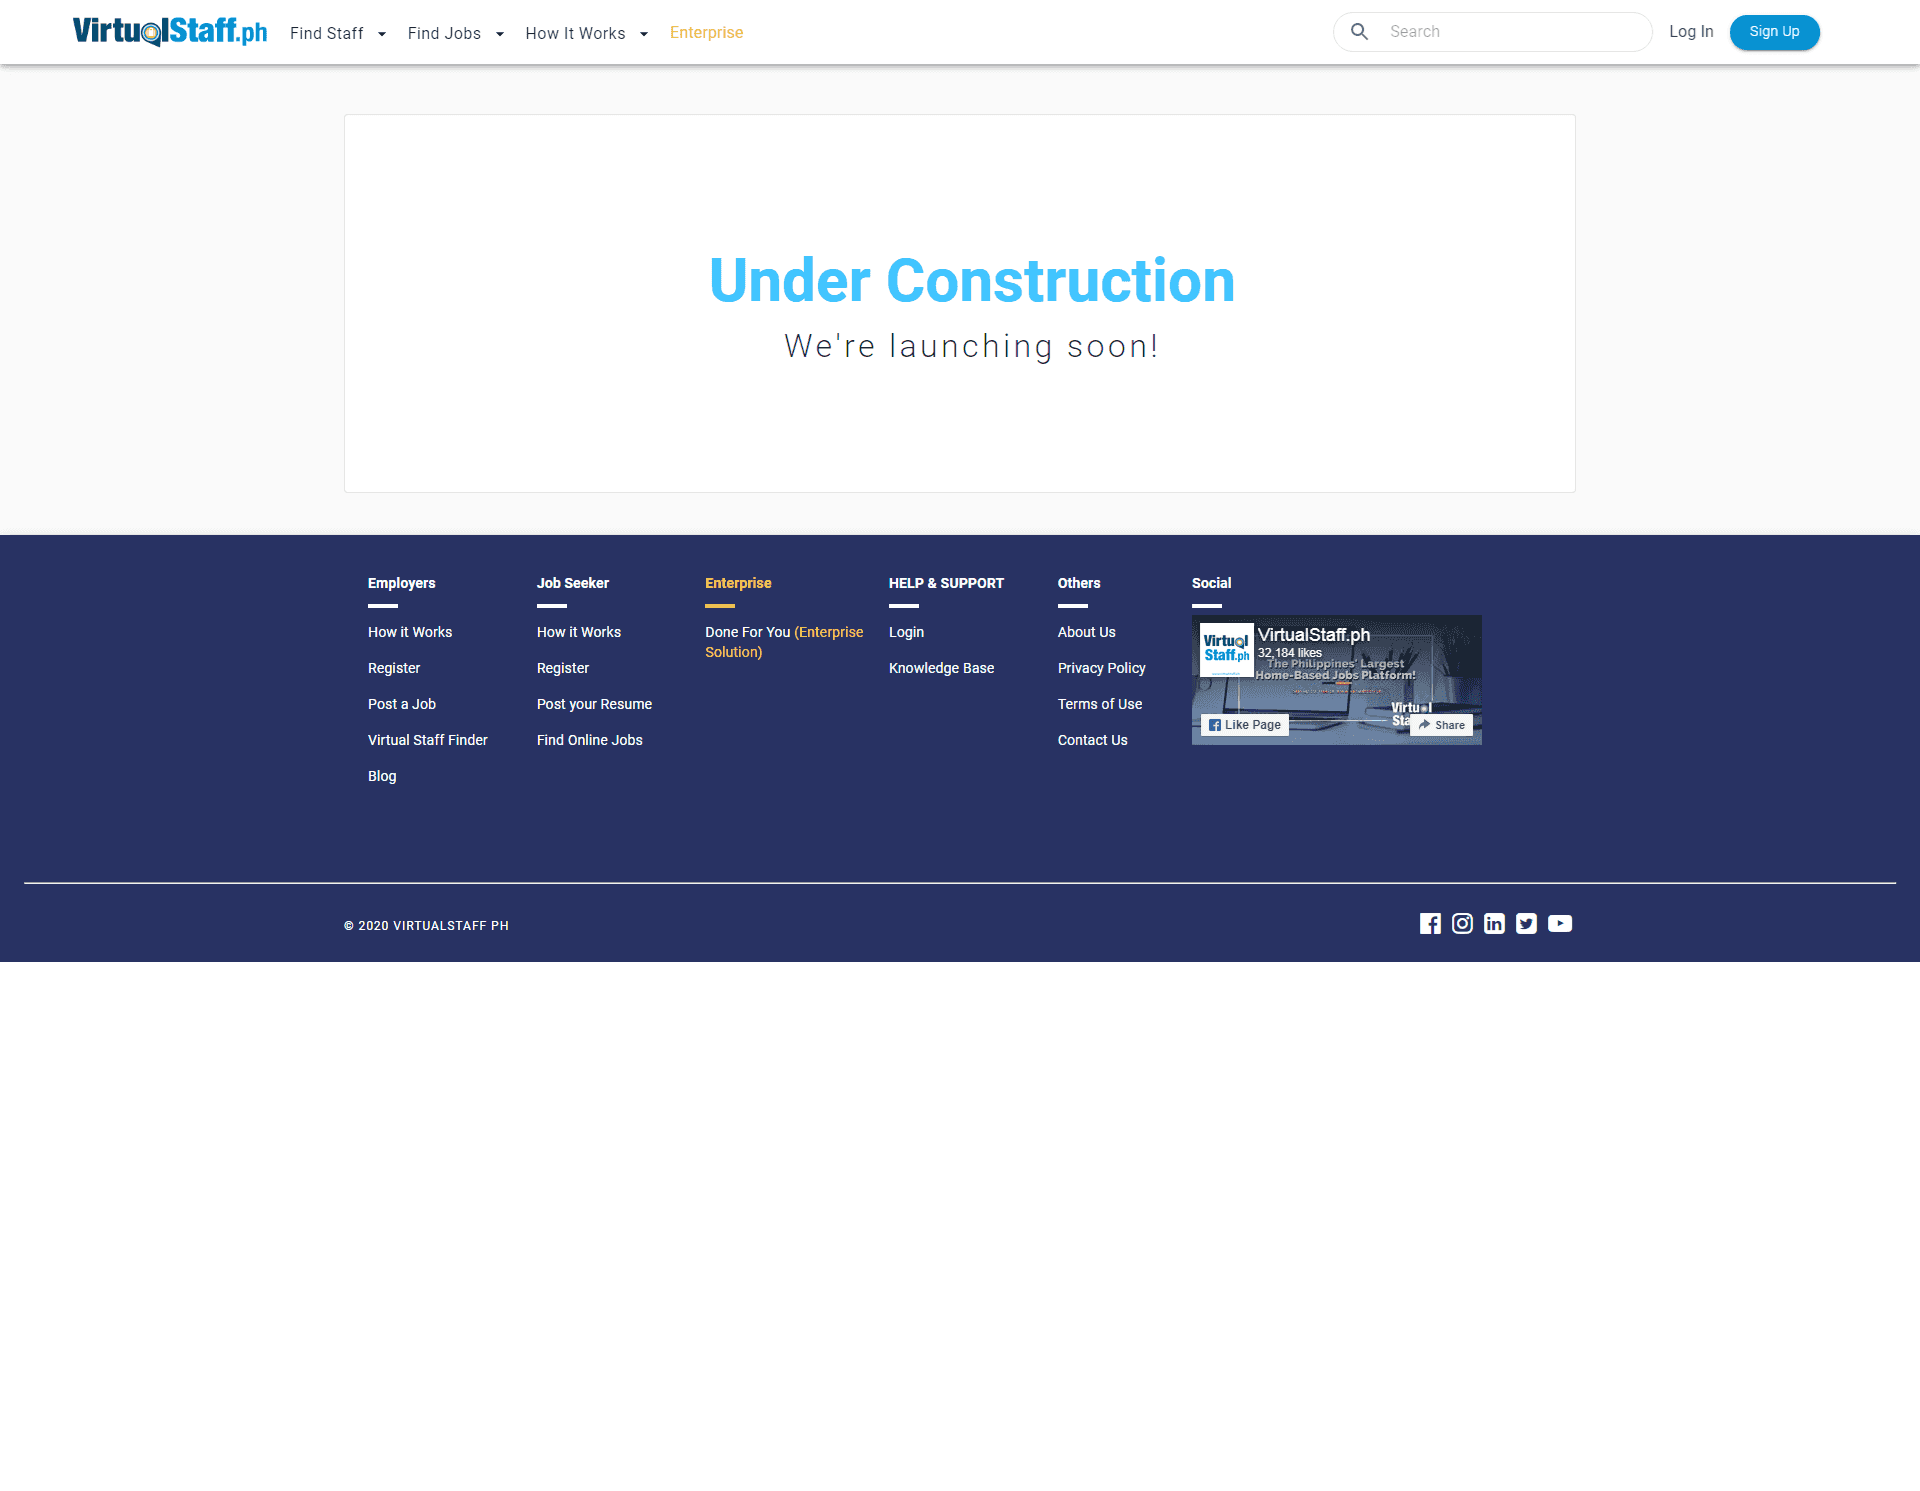 VirtualStaff.ph
Find Staff
Find Jobs
How It Works
Enterprise
Search
Log In
Sign Up
Under Construction
We're launching soon!
Employers
How it Works
Register
Post a Job
Virtual Staff Finder
Blog
Job Seeker
How it Works
Register
Post your Resume
Find Online Jobs
Enterprise
Done For You (Enterprise
Solution)
HELP & SUPPORT
Login
Knowledge Base
Others
About Us
Privacy Policy
Terms of Use
Contact Us
Social
Virtual
Staff.ph
VirtualStaff.ph
32,184 likes
The Philippines' Largest
Home-Based Jobs Platform!
Like Page
Share
© 2020 VIRTUALSTAFF PH